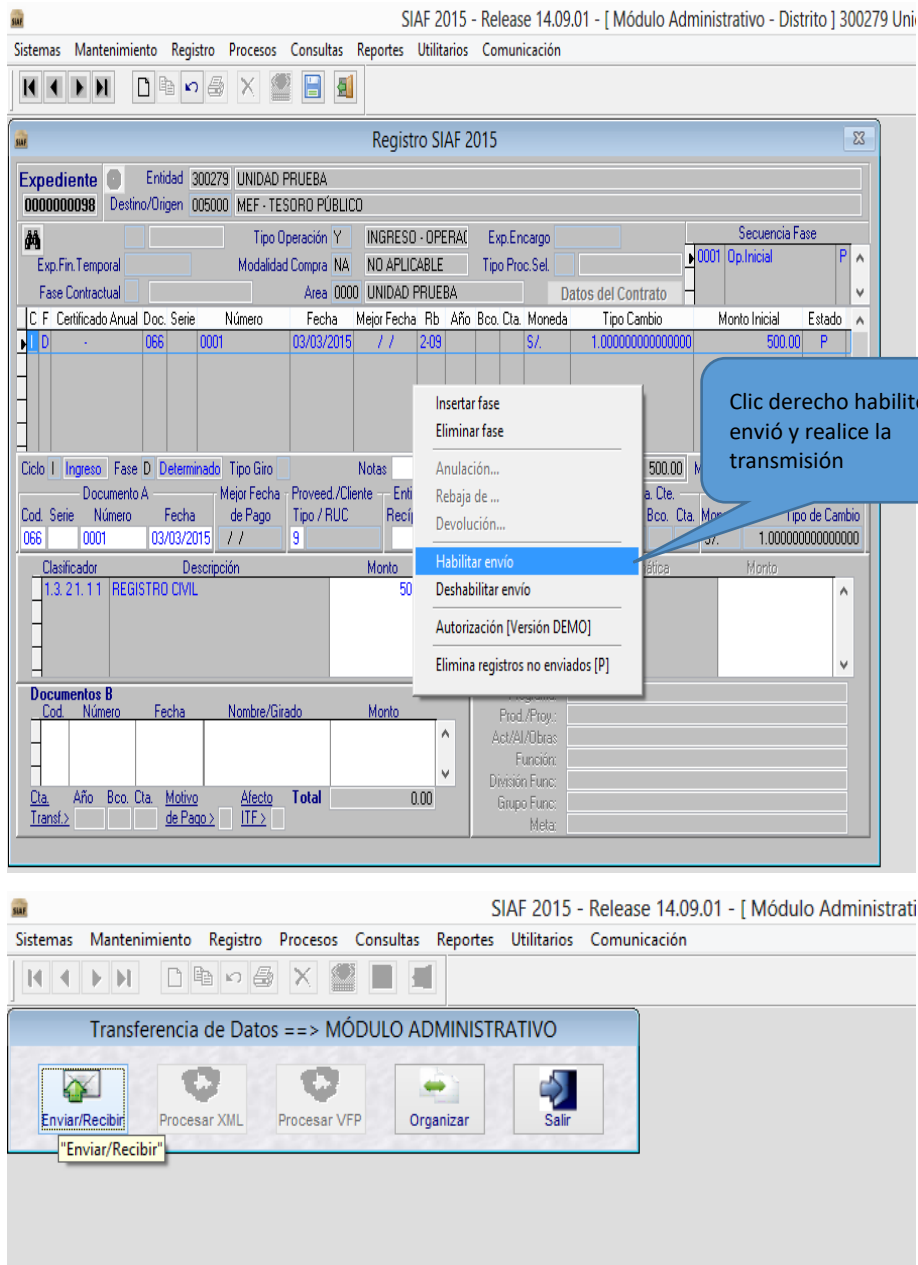 SIAF 2015 - Release 14.09.01 - [ Módulo Administrativo - Distrito ] 300279 Uni
Sistemas Mantenimiento Registro Procesos Consultas Reportes Utilitarios Comunicación
Registro SIAF 2015
Expediente Entidad 300279 UNIDAD PRUEBA
0000000098 Destino/Origen 005000 MEF - TESORO PÚBLICO
Tipo Operación Y INGRESO - OPERA( Exp.Encargo Secuencia Fase
Exp.Fin.Temporal Modalidad Compra NA NO APLICABLE Tipo Proc.Sel. 0001 Op.Inicial P
Fase Contractual Area 0000 UNIDAD PRUEBA Datos del Contrato
C F Certificado Anual Doc. Serie Número Fecha Mejor Fecha Rb Año Bco. Cta. Moneda Tipo Cambio Monto Inicial Estado
I D - 066 0001 03/03/2015 / / 2-09 S/. 1.000000000000000 500.00 P
Insertar fase
Eliminar fase
Anulación...
Rebaja de ...
Devolución...
Habilitar envío
Deshabilitar envío
Autorización [Versión DEMO]
Elimina registros no enviados [P]
Clic derecho habilit
envió y realice la
transmisión
Ciclo I Ingreso Fase D Determinado Tipo Giro Notas 500.00 M
Documento A Mejor Fecha Proveed./Cliente Enti a. Cte.
Cod. Serie Número Fecha de Pago Tipo / RUC Recip Bco. Cta. Mon Tipo de Cambio
066 0001 03/03/2015 / / 9 S/. 1.000000000000000
Clasificador Descripción Monto ática Monto
1.3. 2 1. 1 1 REGISTRO CIVIL 50
Documentos B
Cod. Número Fecha Nombre/Girado Monto
Prod./Proy.:
Act/AI/Obras
Función:
División Func:
Grupo Func:
Meta:
Cta. Año Bco. Cta. Motivo Afecto Total 0.00
Transf.> de Pago > ITF >
SIAF 2015 - Release 14.09.01 - [ Módulo Administrati
Sistemas Mantenimiento Registro Procesos Consultas Reportes Utilitarios Comunicación
Transferencia de Datos ==> MÓDULO ADMINISTRATIVO
Enviar/Recibir Procesar XML Procesar VFP Organizar Salir
"Enviar/Recibir"